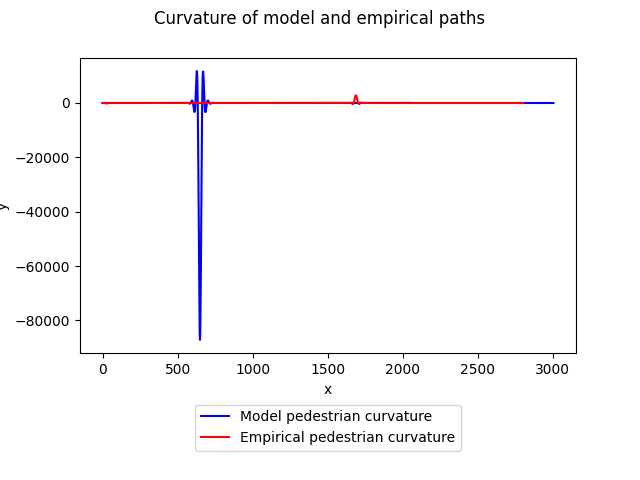 Curvature of model and empirical paths
0
−20000
−40000
−60000
−80000
y
0 500 1000 1500 2000 2500 3000
x
Model pedestrian curvature
Empirical pedestrian curvature